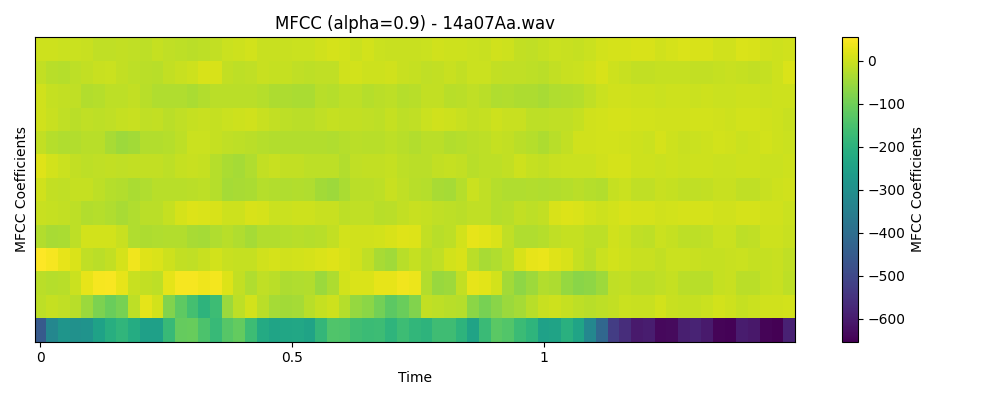 MFCC (alpha=0.9) - 14a07Aa.wav
MFCC Coefficients
0
0.5
1
Time
0
−100
−200
−300
−400
−500
−600
MFCC Coefficients